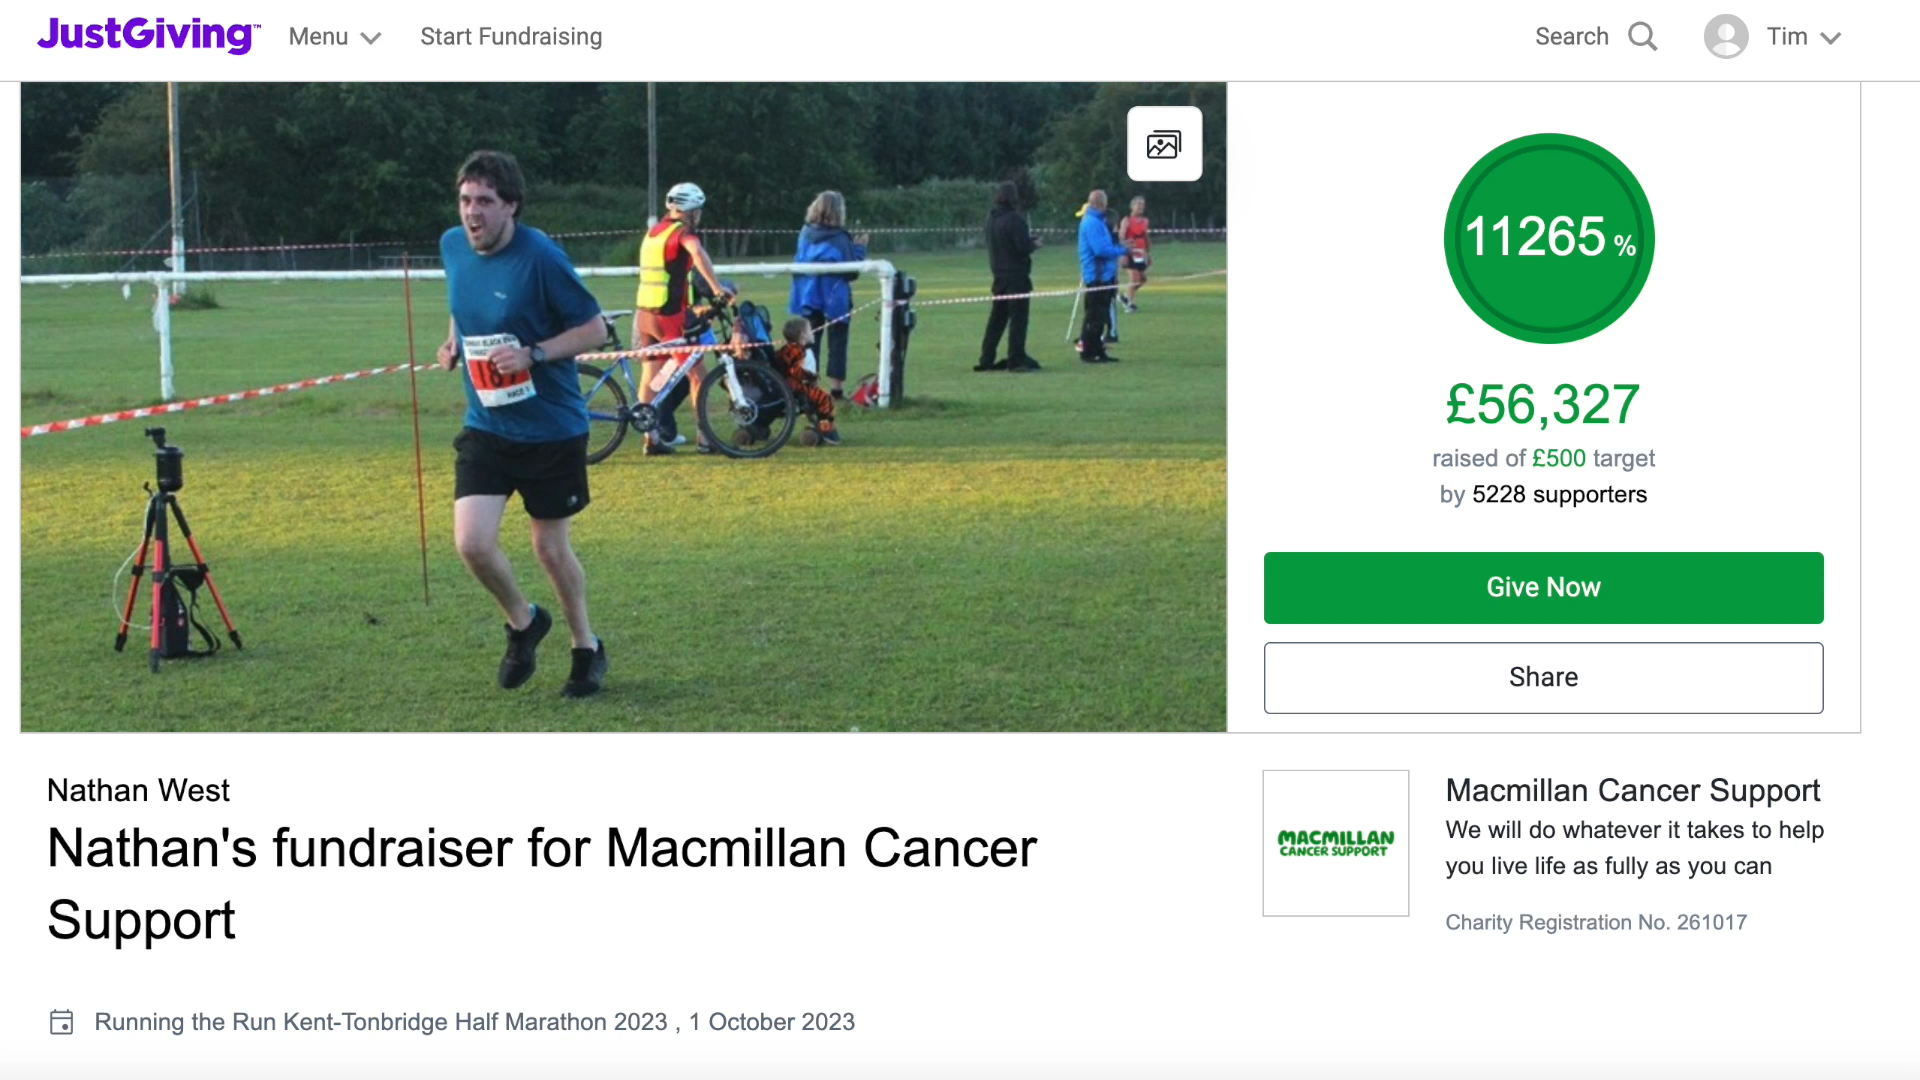 JustGiving™ Menu Start Fundraising Search Tim
11265 %
£56,327
raised of £500 target
by 5228 supporters
Give Now
Share
Nathan West
Nathan's fundraiser for Macmillan Cancer
Support
Running the Run Kent-Tonbridge Half Marathon 2023 , 1 October 2023
MACMILLAN
CANCER SUPPORT
Macmillan Cancer Support
We will do whatever it takes to help
you live life as fully as you can
Charity Registration No. 261017